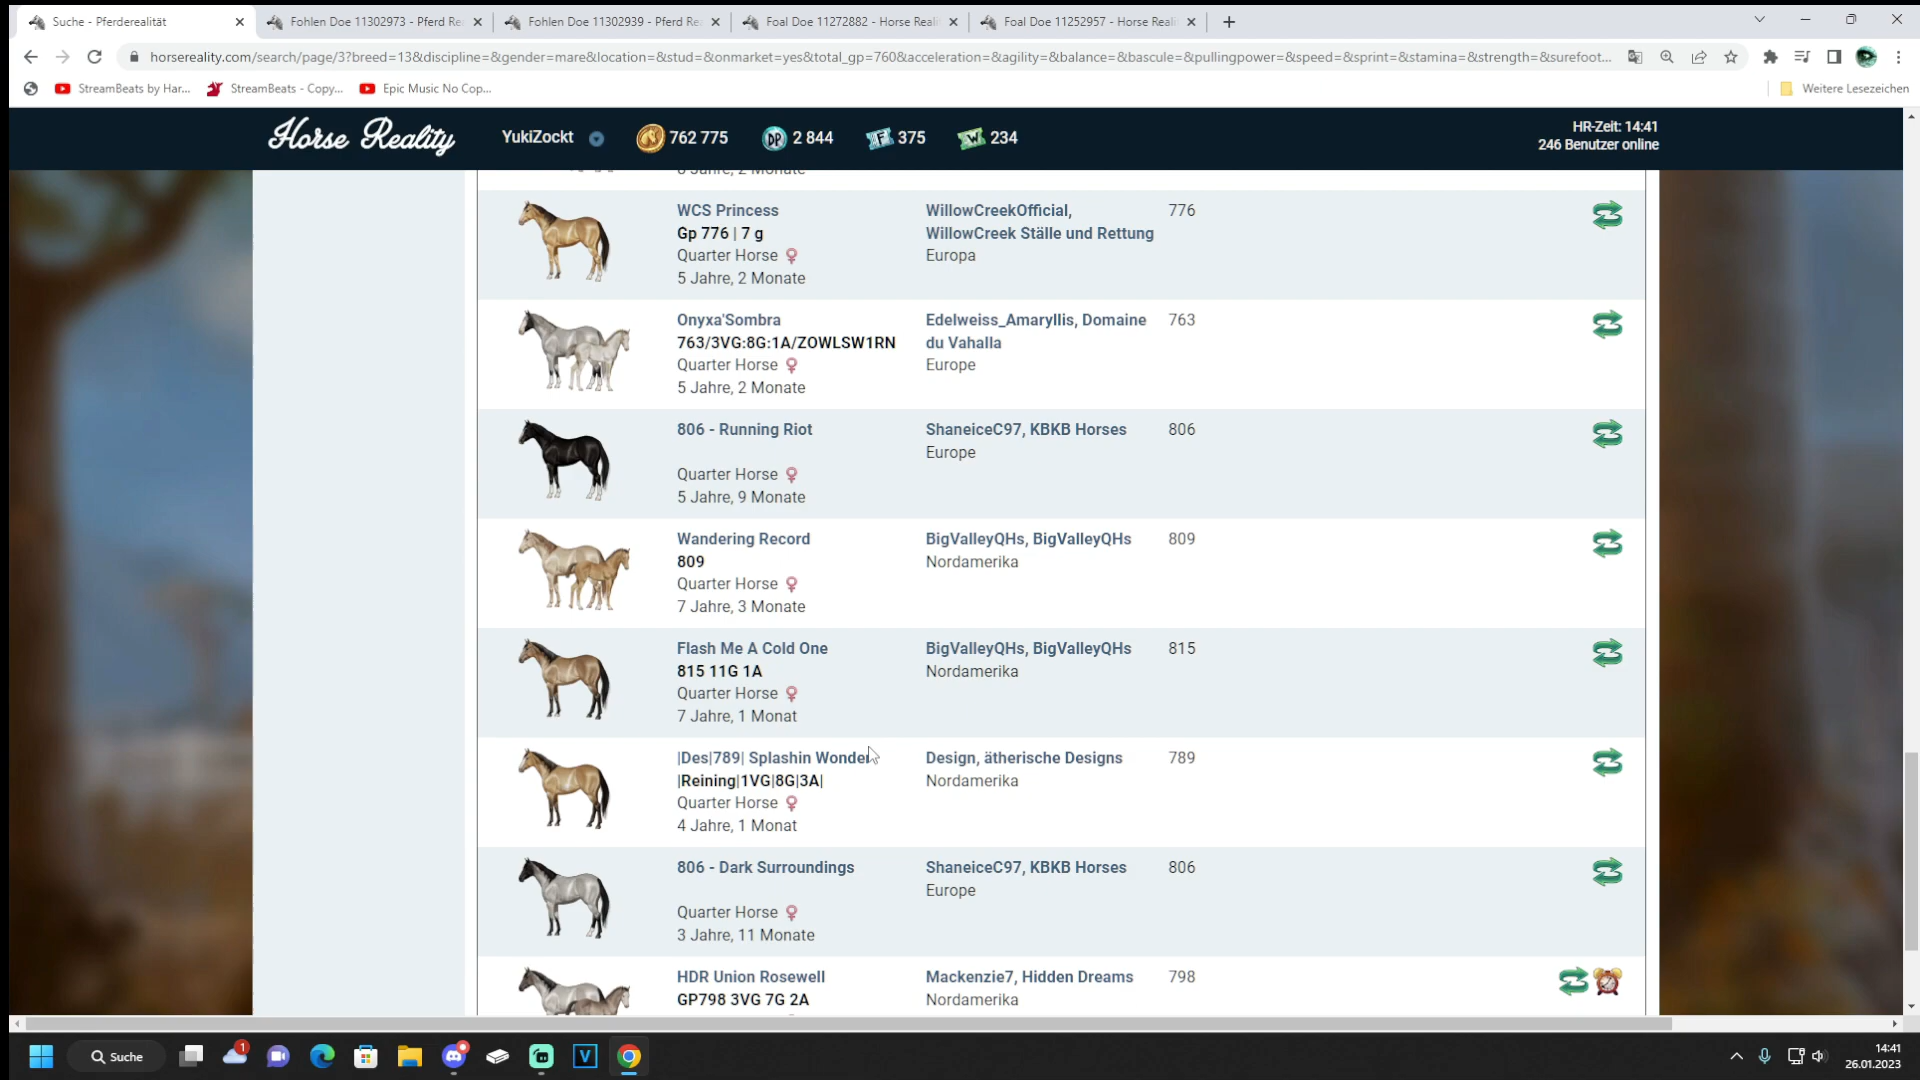 Suche - Pferderealität
Fohlen Doe 11302973 - Pferd Re
Fohlen Doe 11302939 - Pferd Re
Foal Doe 11272882 - Horse Reali
Foal Doe 11252957 - Horse Reali
horsereality.com/search/page/3?breed=13&discipline=&gender=mare&location=&stud=&onmarket=yes&total_gp=760&acceleration=&agility=&balance=&bascule=&pullingpower=&speed=&sprint=&stamina=&strength=&surefoot...
StreamBeats by Har...
StreamBeats - Copy...
Epic Music No Cop...
Weitere Lesezeichen
Horse Reality
YukiZockt
762 775
DP
2 844
F
375
W
234
HR-Zeit: 14:41
246 Benutzer online
WCS Princess
Gp 776 | 7 g
Quarter Horse
5 Jahre, 2 Monate
WillowCreekOfficial,
WillowCreek Ställe und Rettung
Europa
776
Onyxa'Sombra
763/3VG:8G:1A/ZOWLSW1RN
Quarter Horse
5 Jahre, 2 Monate
Edelweiss_Amaryllis, Domaine
du Vahalla
Europe
763
806 - Running Riot
Quarter Horse
5 Jahre, 9 Monate
ShaneiceC97, KBKB Horses
Europe
806
Wandering Record
809
Quarter Horse
7 Jahre, 3 Monate
BigValleyQHs, BigValleyQHs
Nordamerika
809
Flash Me A Cold One
815 11G 1A
Quarter Horse
7 Jahre, 1 Monat
BigValleyQHs, BigValleyQHs
Nordamerika
815
|Des|789| Splashin Wonder
|Reining|1VG|8G|3A|
Quarter Horse
4 Jahre, 1 Monat
Design, ätherische Designs
Nordamerika
789
806 - Dark Surroundings
Quarter Horse
3 Jahre, 11 Monate
ShaneiceC97, KBKB Horses
Europe
806
HDR Union Rosewell
GP798 3VG 7G 2A
Mackenzie7, Hidden Dreams
Nordamerika
798
Suche
1
V
14:41
26.01.2023